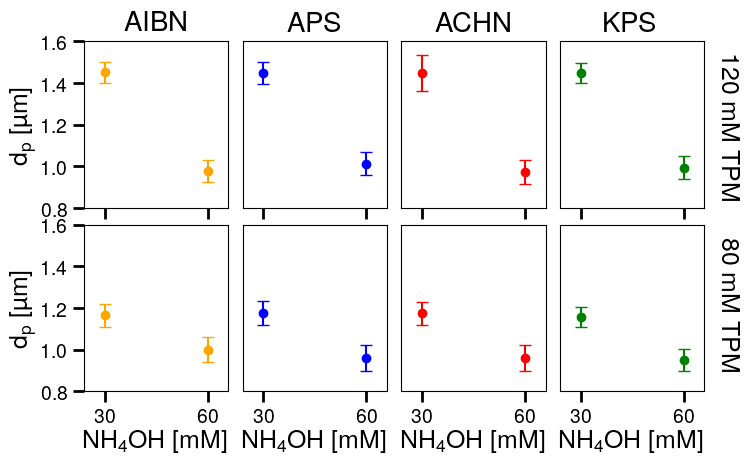 AIBN APS ACHN KPS
1.6
1.4
1.2
1.0
0.8
dₚ [µm]
120 mM TPM
1.6
1.4
1.2
1.0
0.8
dₚ [µm]
80 mM TPM
30 60 30 60 30 60 30 60
NH₄OH [mM] NH₄OH [mM] NH₄OH [mM] NH₄OH [mM]